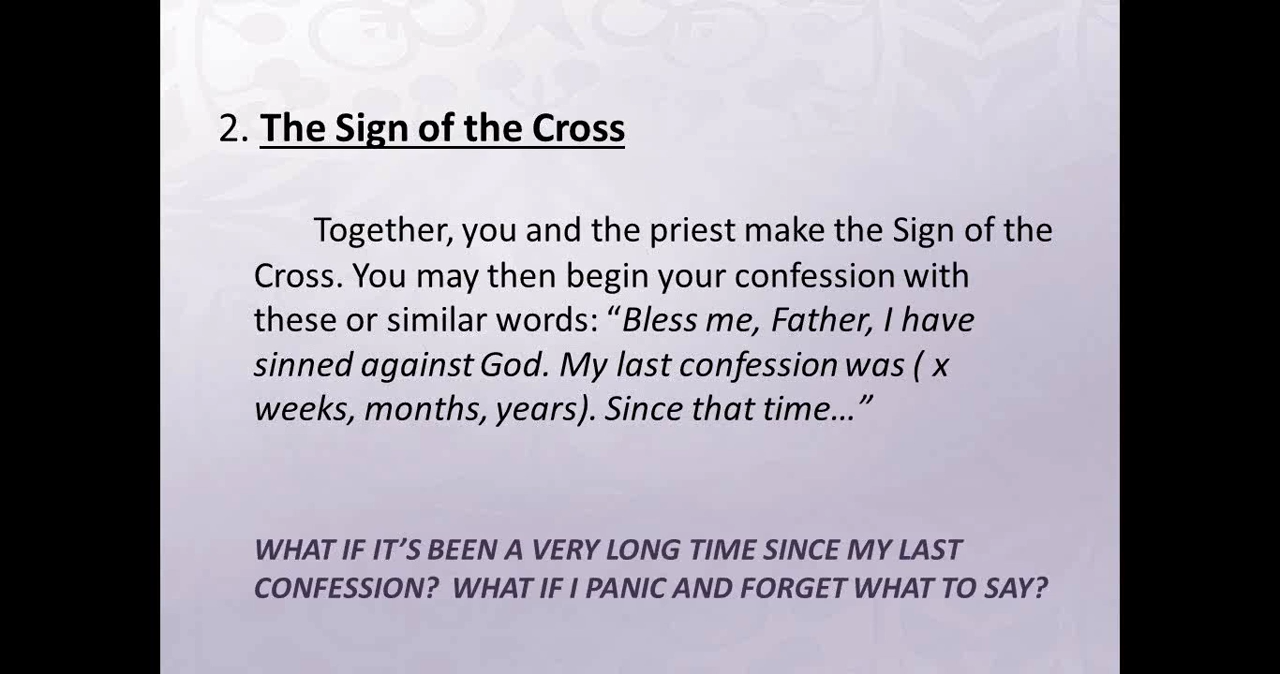 2. The Sign of the Cross
Together, you and the priest make the Sign of the
Cross. You may then begin your confession with
these or similar words: “Bless me, Father, I have
sinned against God. My last confession was ( x
weeks, months, years). Since that time…”
WHAT IF IT’S BEEN A VERY LONG TIME SINCE MY LAST
CONFESSION?  WHAT IF I PANIC AND FORGET WHAT TO SAY?